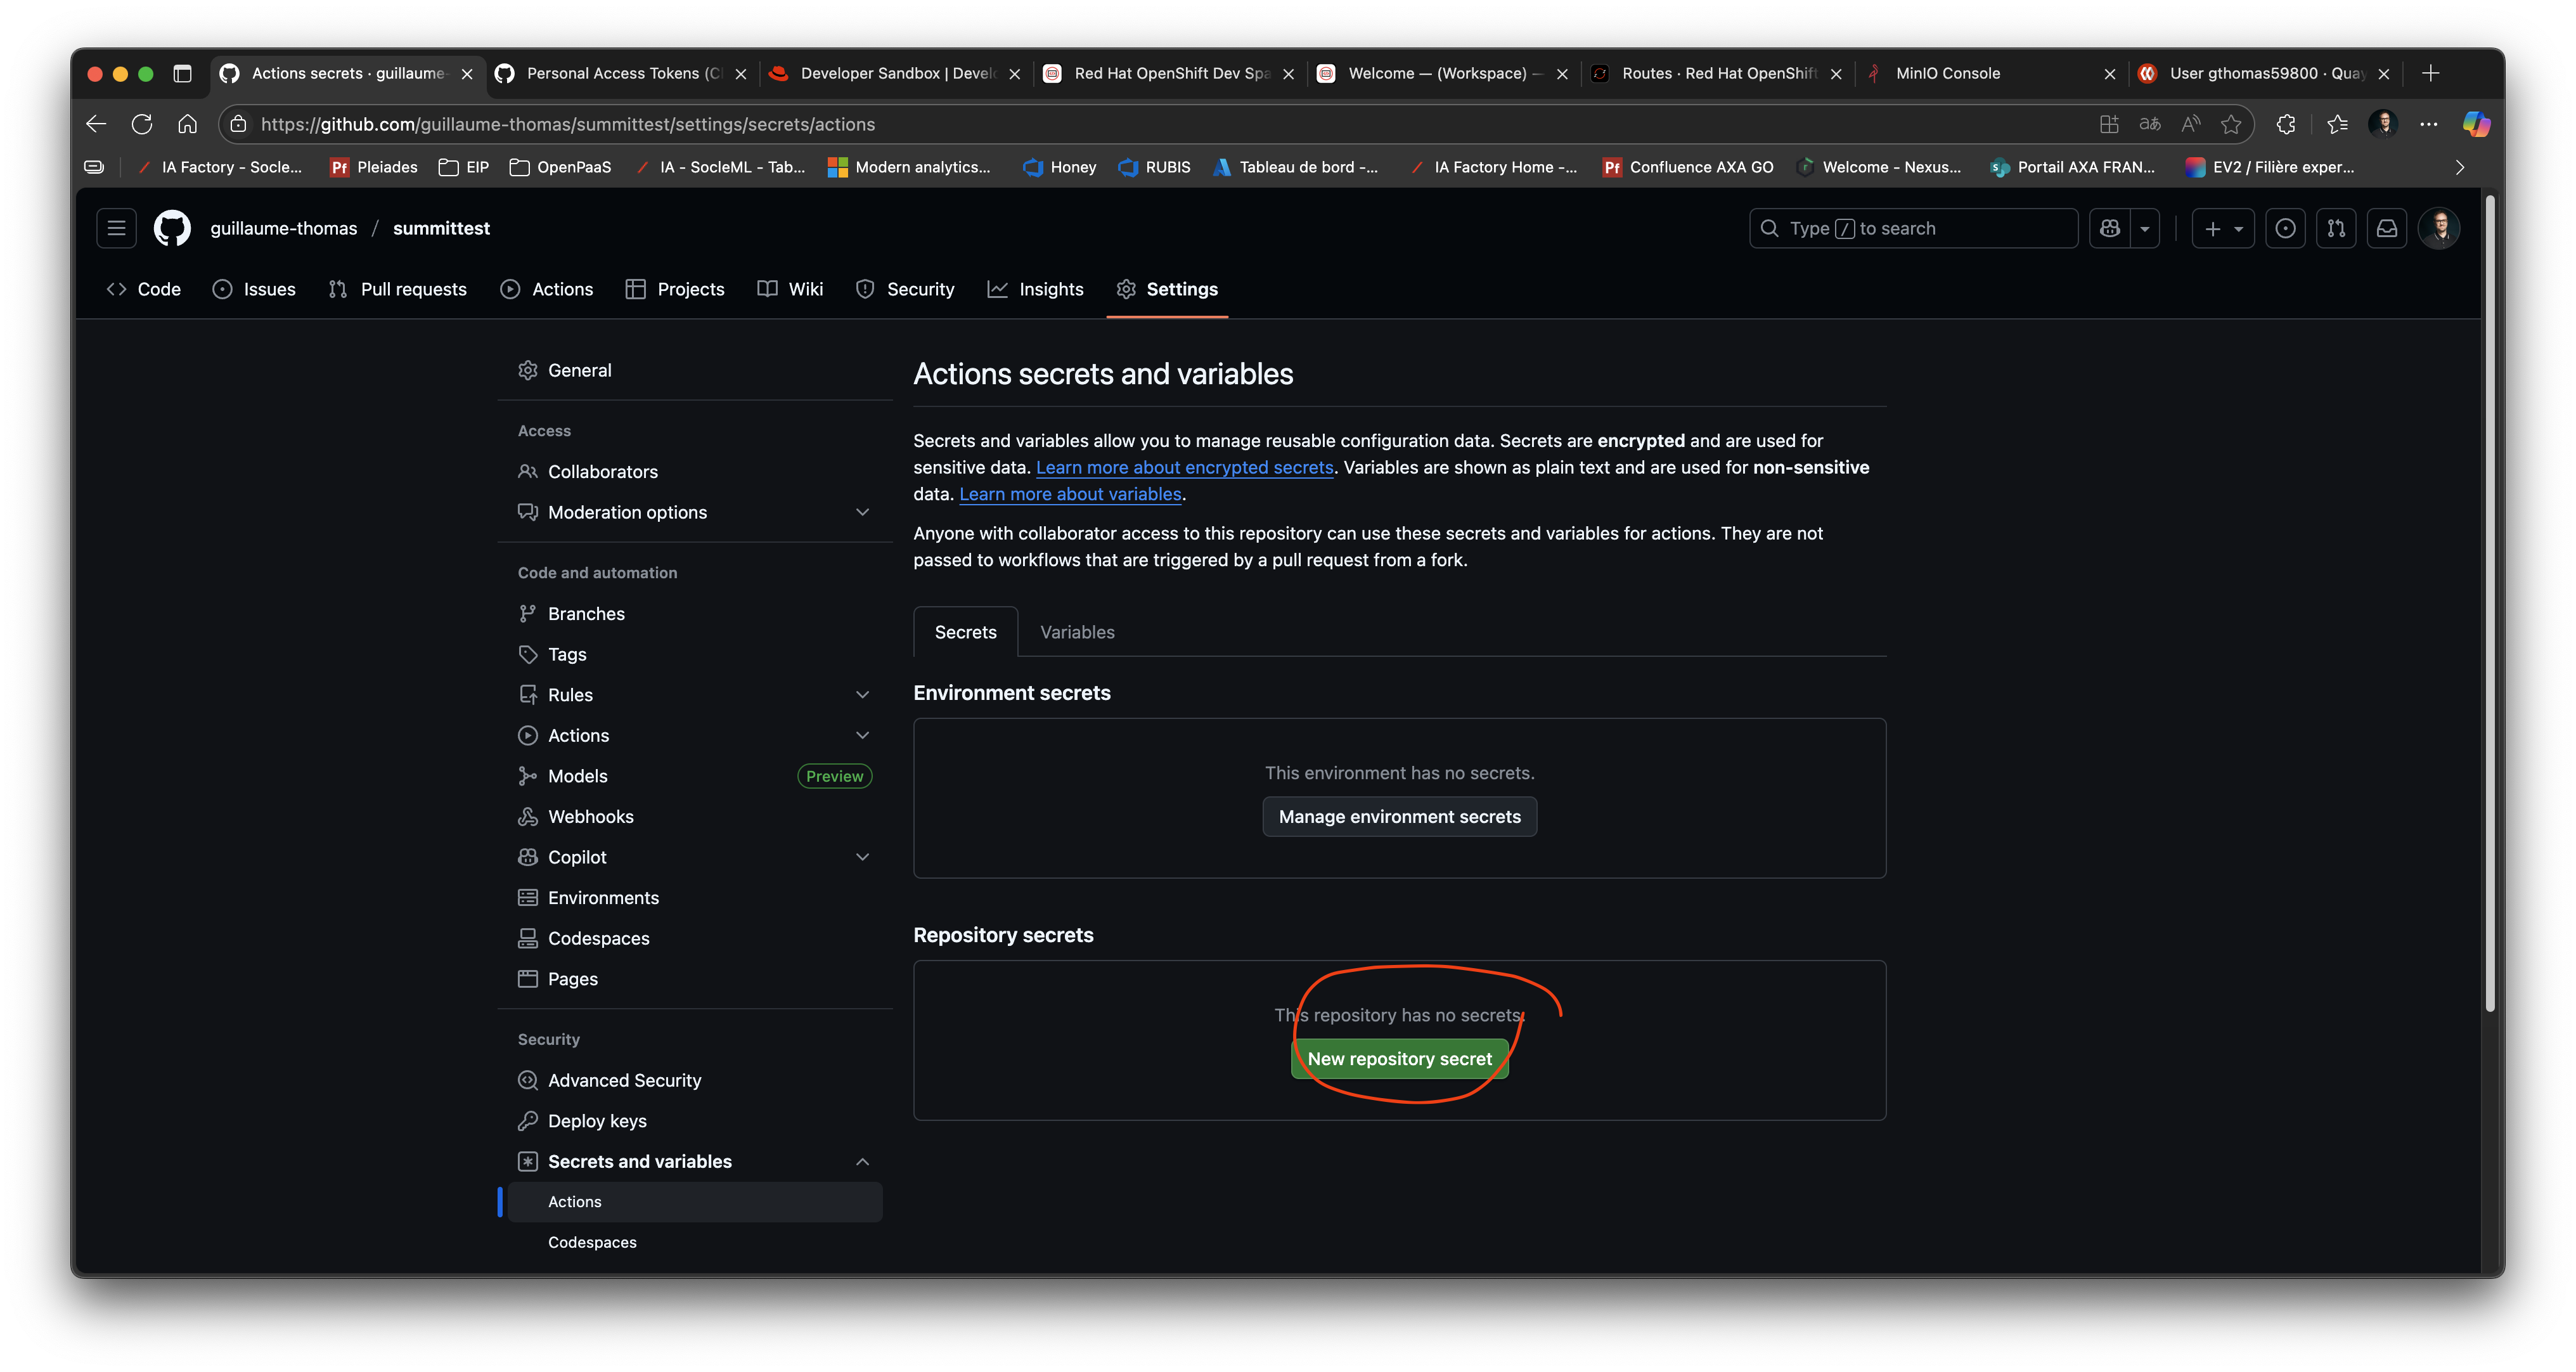 Actions secrets · guillaume-
Personal Access Tokens (Cl
Developer Sandbox | Develo
Red Hat OpenShift Dev Spa
Welcome — (Workspace) —
Routes · Red Hat OpenShift
MinIO Console
User gthomas59800 · Quay
https://github.com/guillaume-thomas/summittest/settings/secrets/actions
IA Factory - Socle...
Pf Pleiades
EIP
OpenPaaS
IA - SocleML - Tab...
Modern analytics...
Honey
RUBIS
Tableau de bord -...
IA Factory Home -...
Pf Confluence AXA GO
Welcome - Nexus...
Portail AXA FRAN...
EV2 / Filière exper...
guillaume-thomas / summittest
Type / to search
Code
Issues
Pull requests
Actions
Projects
Wiki
Security
Insights
Settings
General
Access
Collaborators
Moderation options
Code and automation
Branches
Tags
Rules
Actions
Models
Preview
Webhooks
Copilot
Environments
Codespaces
Pages
Security
Advanced Security
Deploy keys
Secrets and variables
Actions
Codespaces
Actions secrets and variables
Secrets and variables allow you to manage reusable configuration data. Secrets are encrypted and are used for
sensitive data. Learn more about encrypted secrets. Variables are shown as plain text and are used for non-sensitive
data. Learn more about variables.
Anyone with collaborator access to this repository can use these secrets and variables for actions. They are not
passed to workflows that are triggered by a pull request from a fork.
Secrets
Variables
Environment secrets
This environment has no secrets.
Manage environment secrets
Repository secrets
This repository has no secrets.
New repository secret